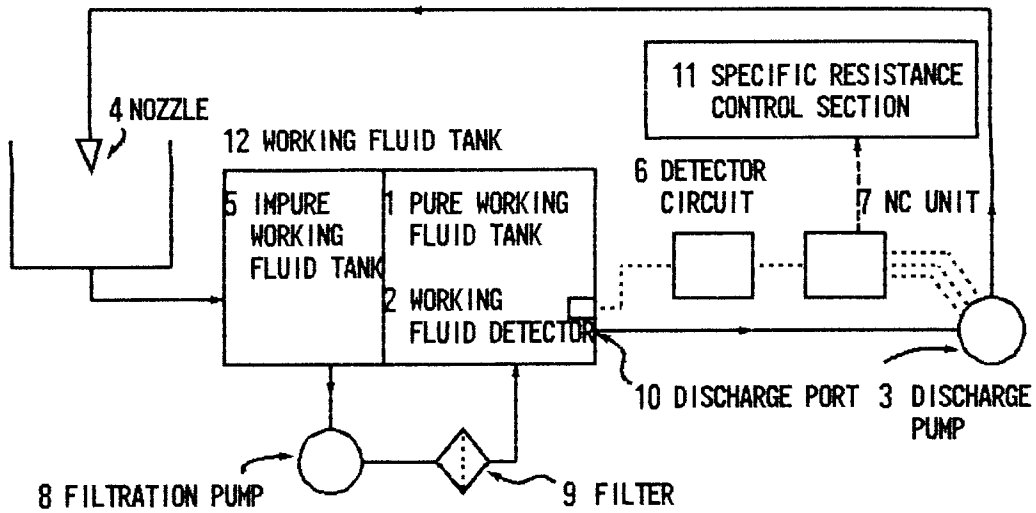 11 SPECIFIC RESISTANCE
CONTROL SECTION
4 NOZZLE
12 WORKING FLUID TANK
6 DETECTOR
CIRCUIT
7 NC UNIT
5 IMPURE
WORKING
FLUID TANK
1 PURE WORKING
FLUID TANK
2 WORKING
FLUID DETECTOR
10 DISCHARGE PORT
3 DISCHARGE
PUMP
8 FILTRATION PUMP
9 FILTER